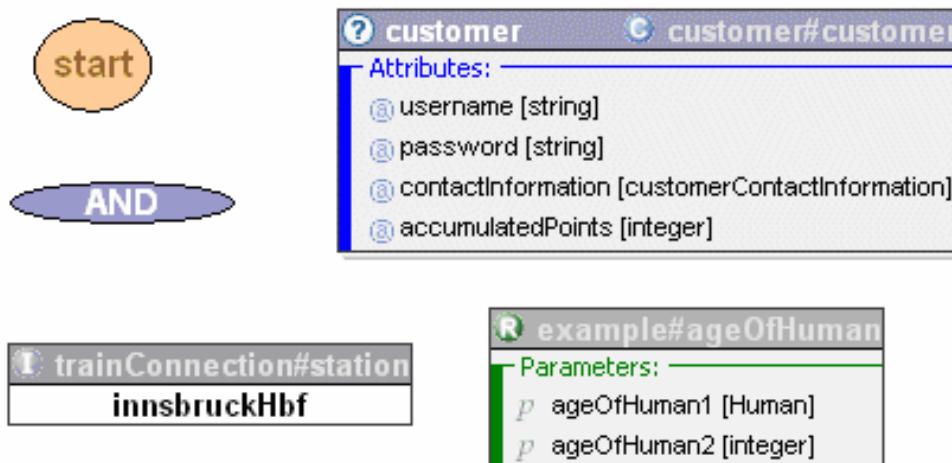 start
? customer C customer#customer
Attributes:
@ username [string]
@ password [string]
@ contactInformation [customerContactInformation]
@ accumulatedPoints [integer]
AND
I trainConnection#station
innsbruckHbf
R example#ageOfHuman
Parameters:
p ageOfHuman1 [Human]
p ageOfHuman2 [integer]